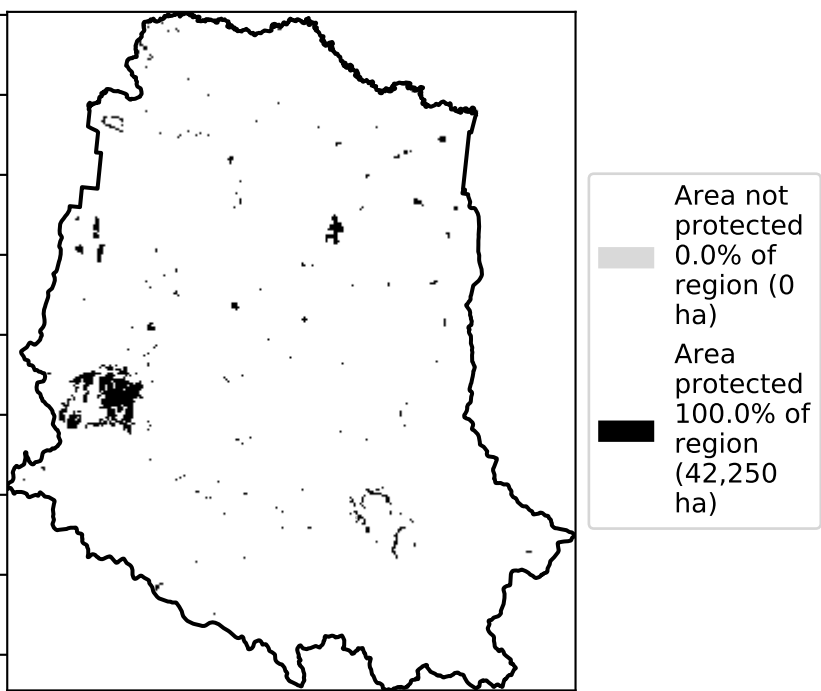 Area not
protected
0.0% of
region (0
ha)
Area
protected
100.0% of
region
(42,250
ha)